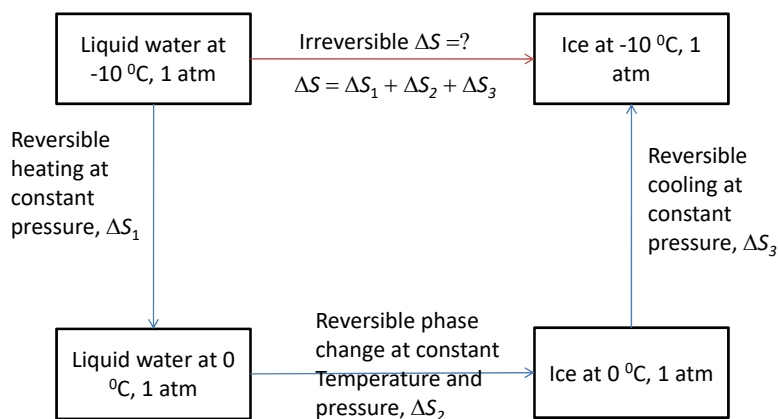 Liquid water at
-10 ⁰C, 1 atm
Irreversible ΔS =?
ΔS = ΔS₁ + ΔS₂ + ΔS₃
Ice at -10 ⁰C, 1
atm
Reversible
heating at
constant
pressure, ΔS₁
Reversible
cooling at
constant
pressure, ΔS₃
Liquid water at 0
⁰C, 1 atm
Reversible phase
change at constant
Temperature and
pressure, ΔS₂
Ice at 0 ⁰C, 1 atm